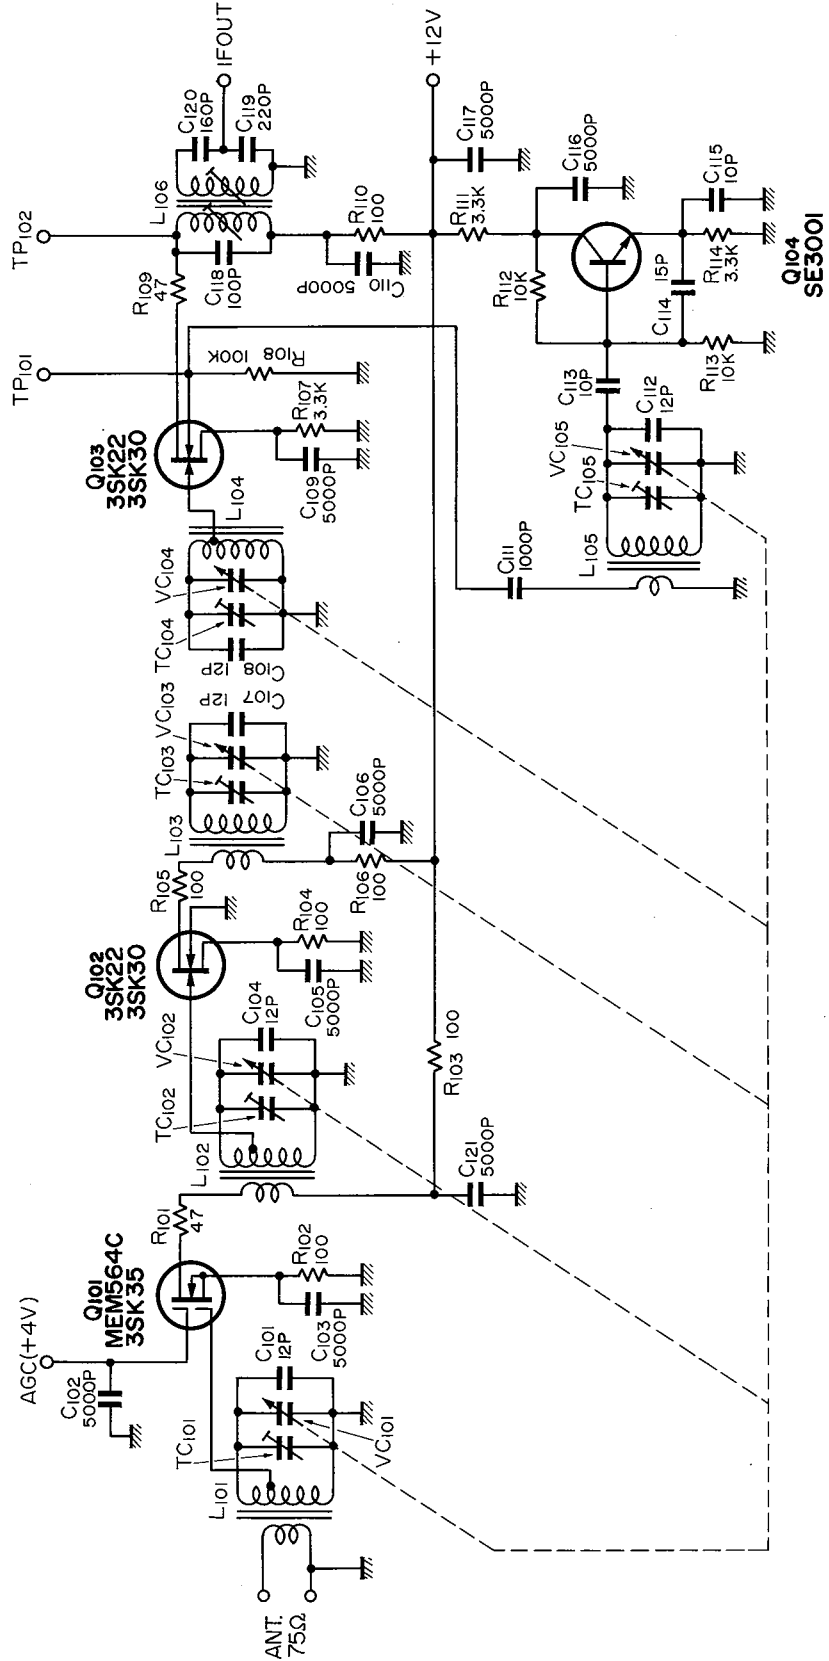 ANT.
75Ω
L101
TC101
VC101
C101
12P
AGC(+4V)
C102
5000P
Q101
MEM564C
3SK35
C103
5000P
R102
100
R101
47
L102
TC102
VC102
C104
12P
C121
5000P
R103
100
Q102
3SK22
3SK30
C105
5000P
R104
100
R105
100
R106
100
C106
5000P
L103
TC103
VC103
C107
12P
C108
12P
TC104
VC104
L104
Q103
3SK22
3SK30
C109
5000P
R107
3.3K
R108
100K
TP101
R109
47
TP102
C118
100P
L106
C120
160P
C119
220P
IFOUT
C110
5000P
R110
100
+12V
C117
5000P
R111
3.3K
C116
5000P
R112
10K
C111
1000P
L105
TC105
VC105
C112
12P
C113
10P
R113
10K
C114
15P
R114
3.3K
C115
10P
Q104
SE3001